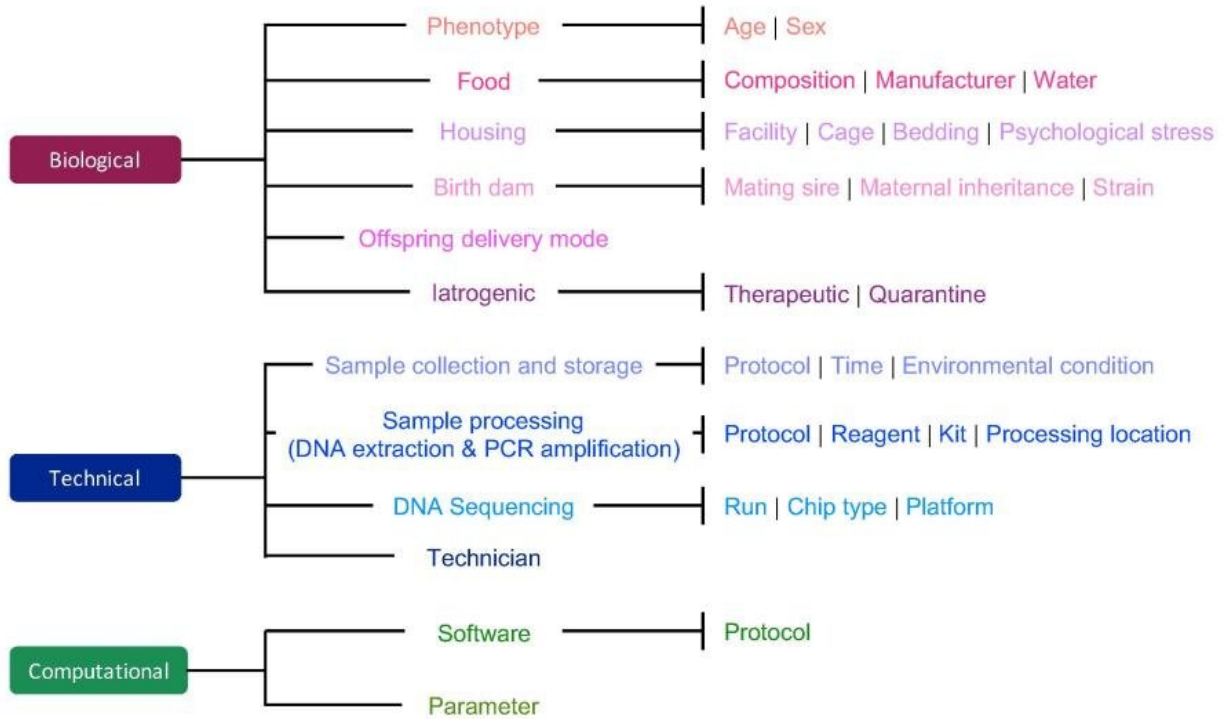 Phenotype
Age | Sex
Food
Composition | Manufacturer | Water
Housing
Facility | Cage | Bedding | Psychological stress
Biological
Birth dam
Mating sire | Maternal inheritance | Strain
Offspring delivery mode
Iatrogenic
Therapeutic | Quarantine
Sample collection and storage
Protocol | Time | Environmental condition
Sample processing
(DNA extraction & PCR amplification)
Protocol | Reagent | Kit | Processing location
Technical
DNA Sequencing
Run | Chip type | Platform
Technician
Software
Protocol
Computational
Parameter